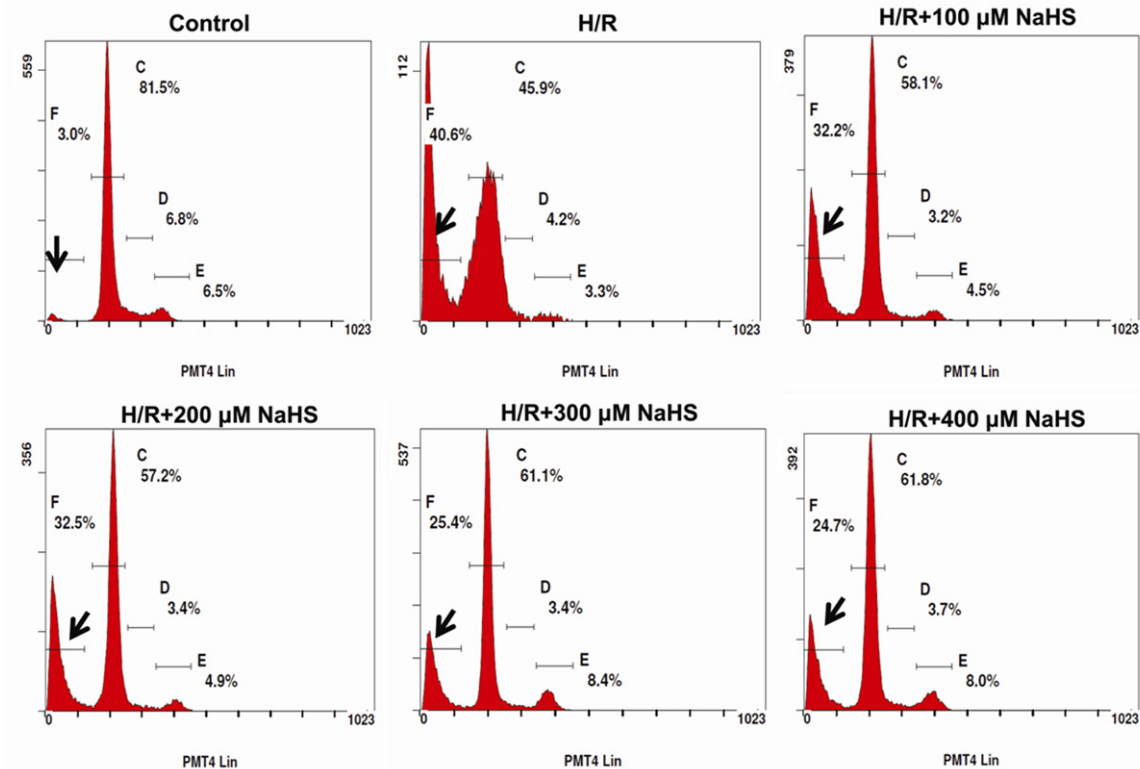 Control
559
C
81.5%
F
3.0%
D
6.8%
E
6.5%
0
1023
PMT4 Lin
H/R
112
C
45.9%
F
40.6%
D
4.2%
E
3.3%
0
1023
PMT4 Lin
H/R+100 µM NaHS
379
C
58.1%
F
32.2%
D
3.2%
E
4.5%
0
1023
PMT4 Lin
H/R+200 µM NaHS
356
C
57.2%
F
32.5%
D
3.4%
E
4.9%
0
1023
PMT4 Lin
H/R+300 µM NaHS
537
C
61.1%
F
25.4%
D
3.4%
E
8.4%
0
1023
PMT4 Lin
H/R+400 µM NaHS
392
C
61.8%
F
24.7%
D
3.7%
E
8.0%
0
1023
PMT4 Lin